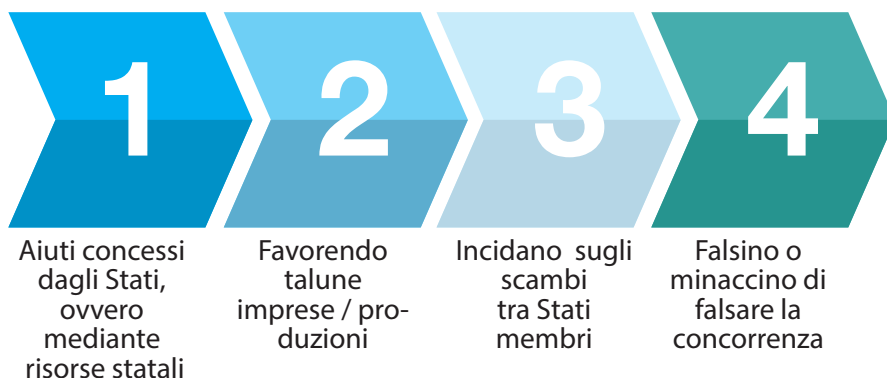 1
Aiuti concessi
dagli Stati,
ovvero
mediante
risorse statali
2
Favorendo
talune
imprese / pro-
duzioni
3
Incidano sugli
scambi
tra Stati
membri
4
Falsino o
minaccino di
falsare la
concorrenza